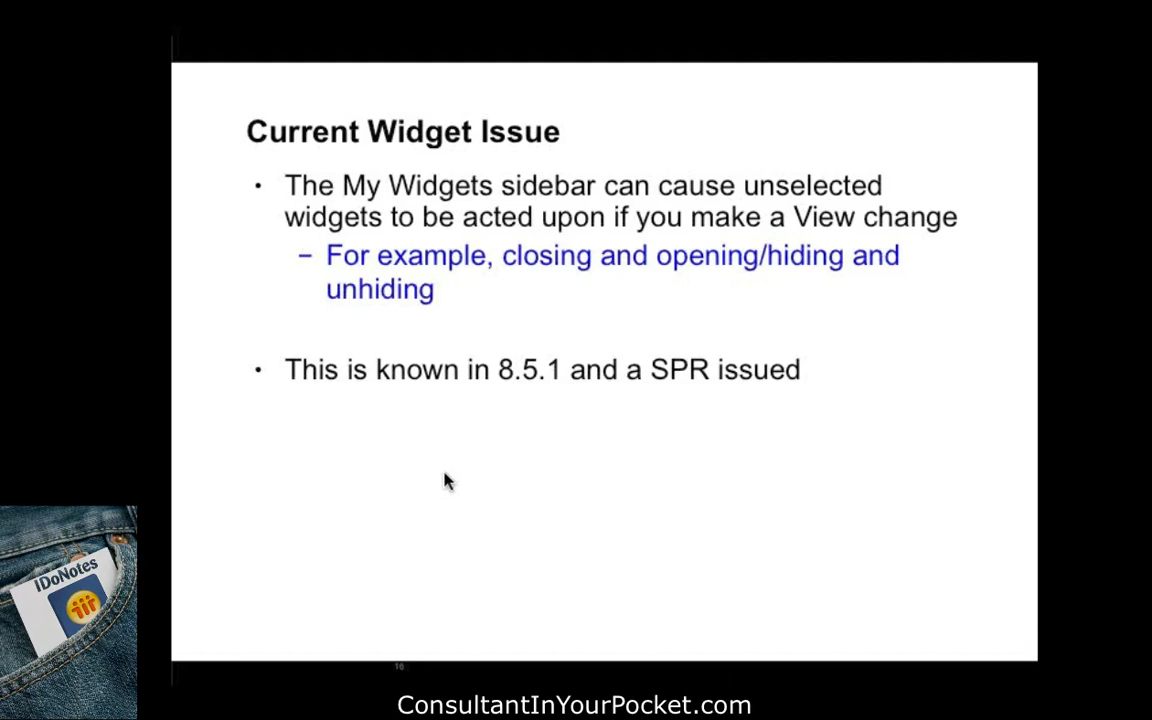 Current Widget Issue
• The My Widgets sidebar can cause unselected
widgets to be acted upon if you make a View change
– For example, closing and opening/hiding and
unhiding
• This is known in 8.5.1 and a SPR issued
IDoNotes
16
ConsultantInYourPocket.com